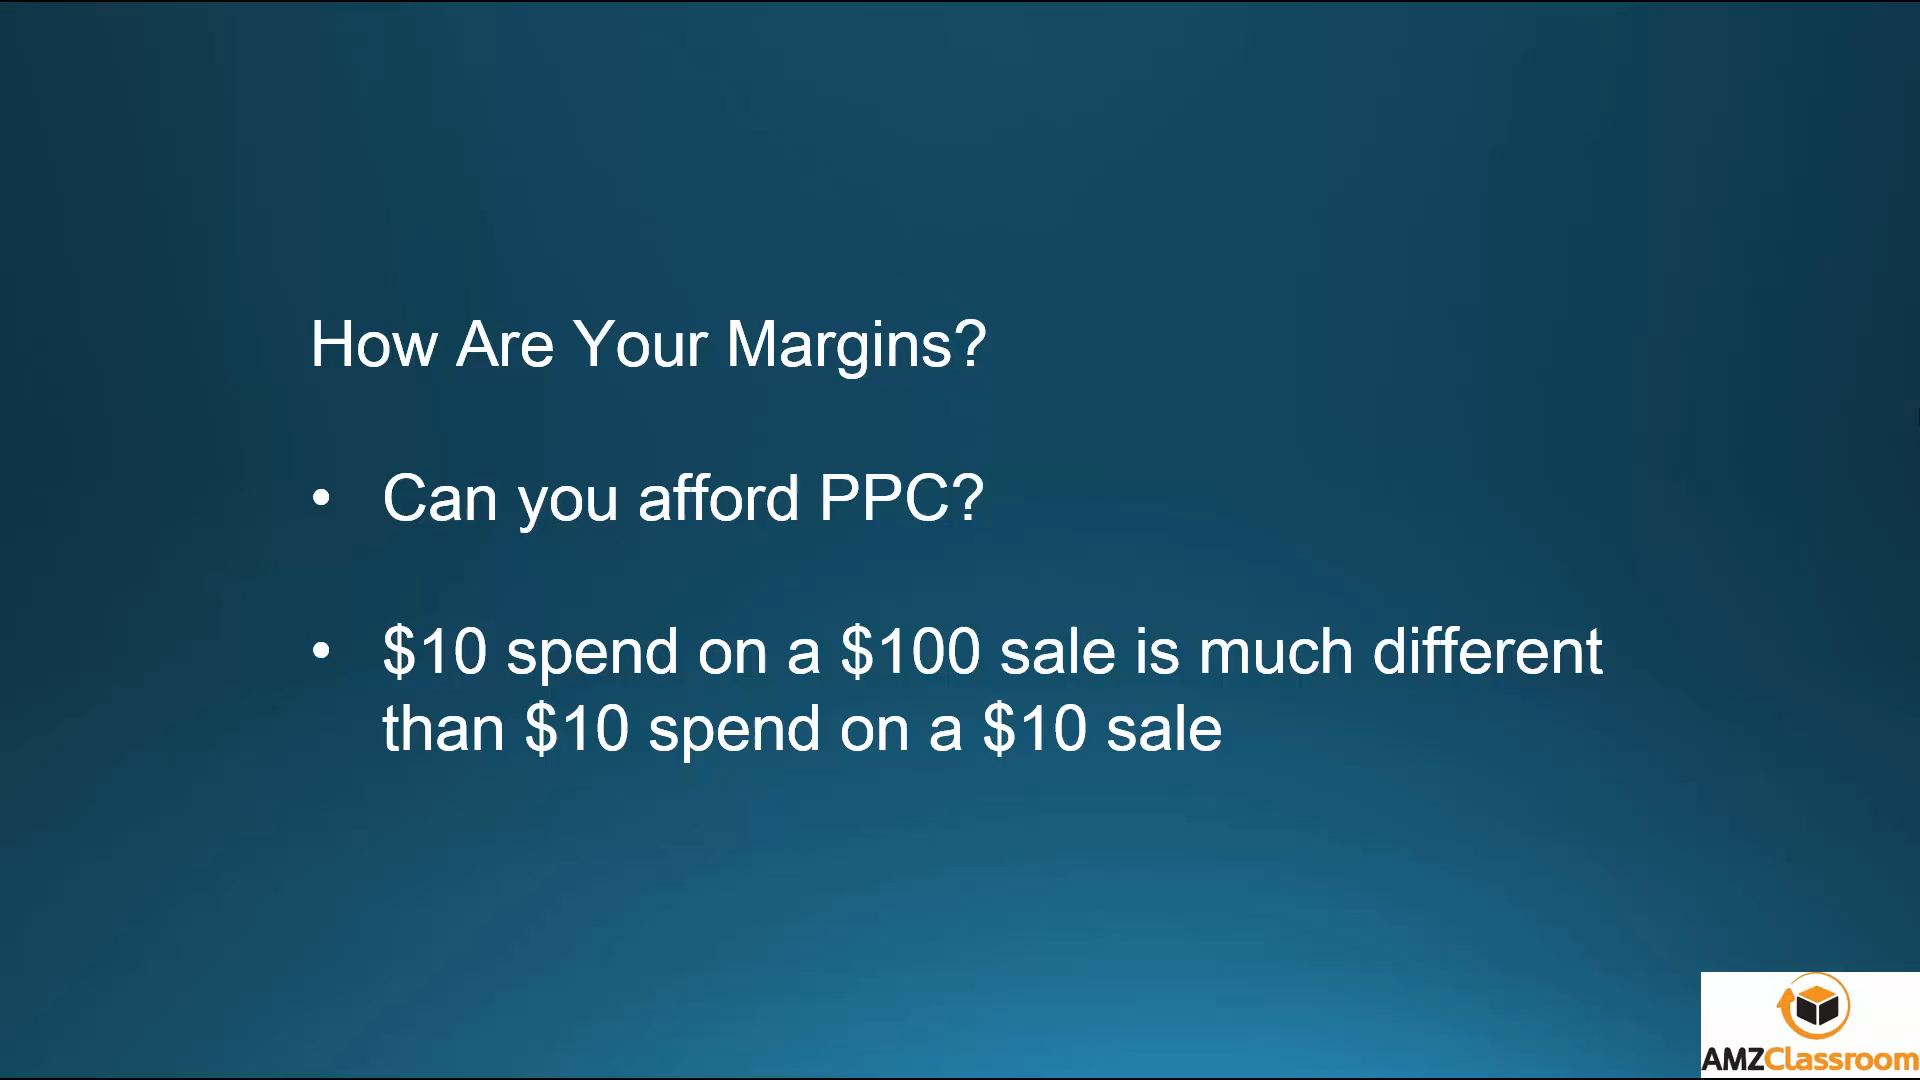 How Are Your Margins?
• Can you afford PPC?
• $10 spend on a $100 sale is much different
than $10 spend on a $10 sale
AMZClassroom